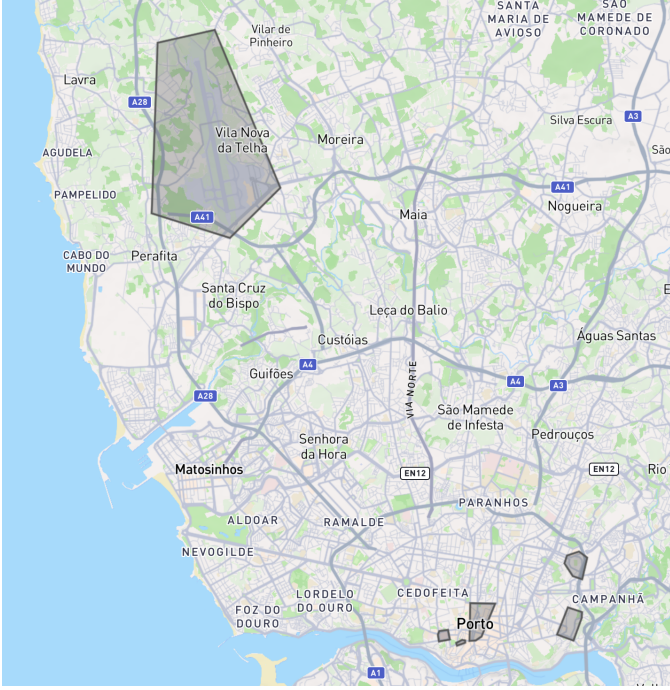 SANTA
MARIA DE
AVIOSO
SÃO
MAMEDE DE
CORONADO
Vilar de
Pinheiro
Lavra
A28
A3
Silva Escura
Vila Nova
da Telha
Moreira
AGUDELA
São
PAMPELIDO
A41
Nogueira
A41
Maia
CABO DO
MUNDO
Perafita
Santa Cruz
do Bispo
E
Leça do Balio
Custóias
Águas Santas
A4
Guifões
A4
A3
A28
VIA NORTE
São Mamede
de Infesta
Senhora
da Hora
Pedrouços
Matosinhos
EN12
EN12
Rio
PARANHOS
ALDOAR
RAMALDE
NEVOGILDE
LORDELO
DO OURO
CEDOFEITA
CAMPANHÃ
FOZ DO
DOURO
Porto
A1